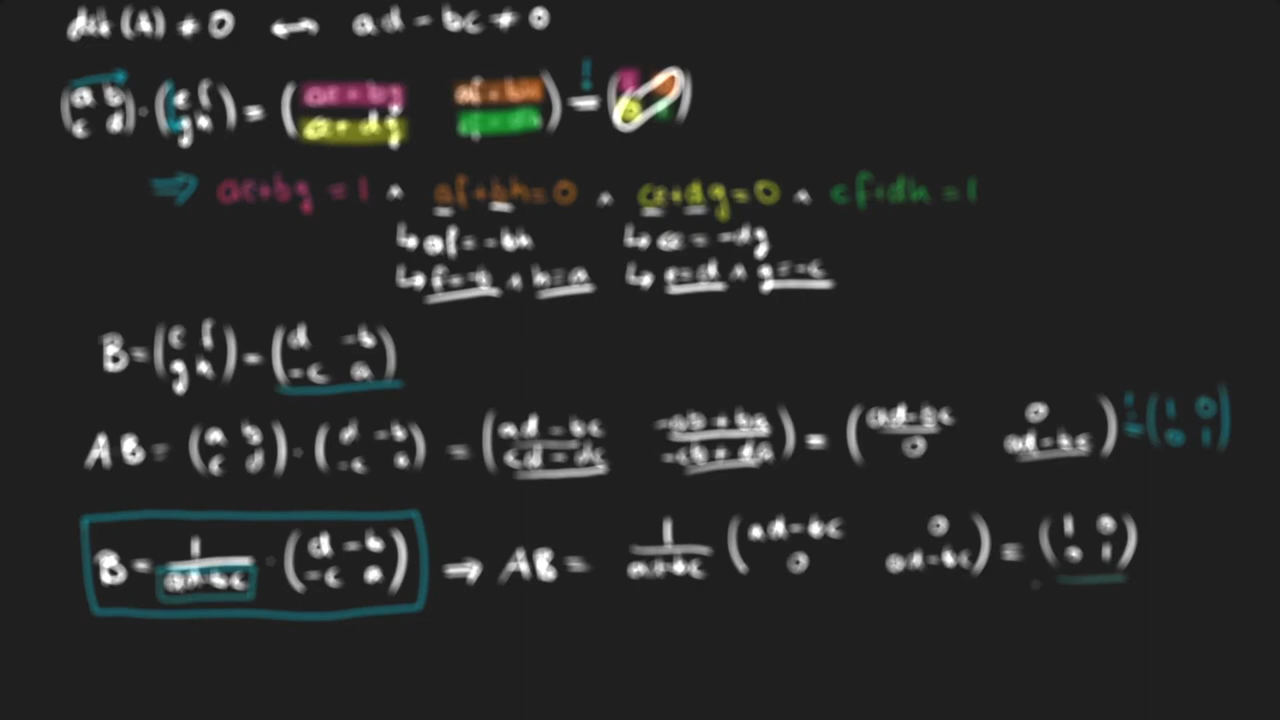 det(A) ≠ 0 ⟷ ad - bc ≠ 0
(a b; c d) · (e f; g h) = (ae + bg af + bh; ce + dg cf + dh) =! (1 0; 0 1)
⇒ ae + bg = 1 ∧ af + bh = 0 ∧ ce + dg = 0 ∧ cf + dh = 1
↳ af = -bh ↳ ce = -dg
↳ f = -b ∧ h = a ↳ e = d ∧ g = -c
B = (e f; g h) = (d -b; -c a)
AB = (a b; c d) · (d -b; -c a) = (ad - bc -ab + ba; cd - dc -cb + da) = (ad - bc 0; 0 ad - bc) =! (1 0; 0 1)
B = 1/(ad - bc) · (d -b; -c a) ⇒ AB = 1/(ad - bc) (ad - bc 0; 0 ad - bc) = (1 0; 0 1)